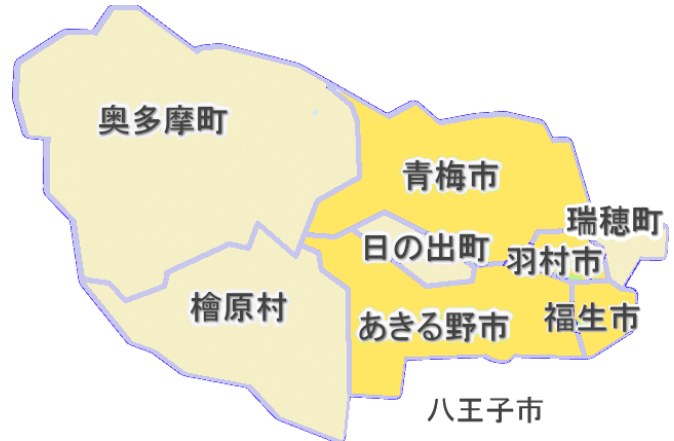 奥多摩町
青梅市
瑞穂町
日の出町
羽村市
檜原村
あきる野市
福生市
八王子市